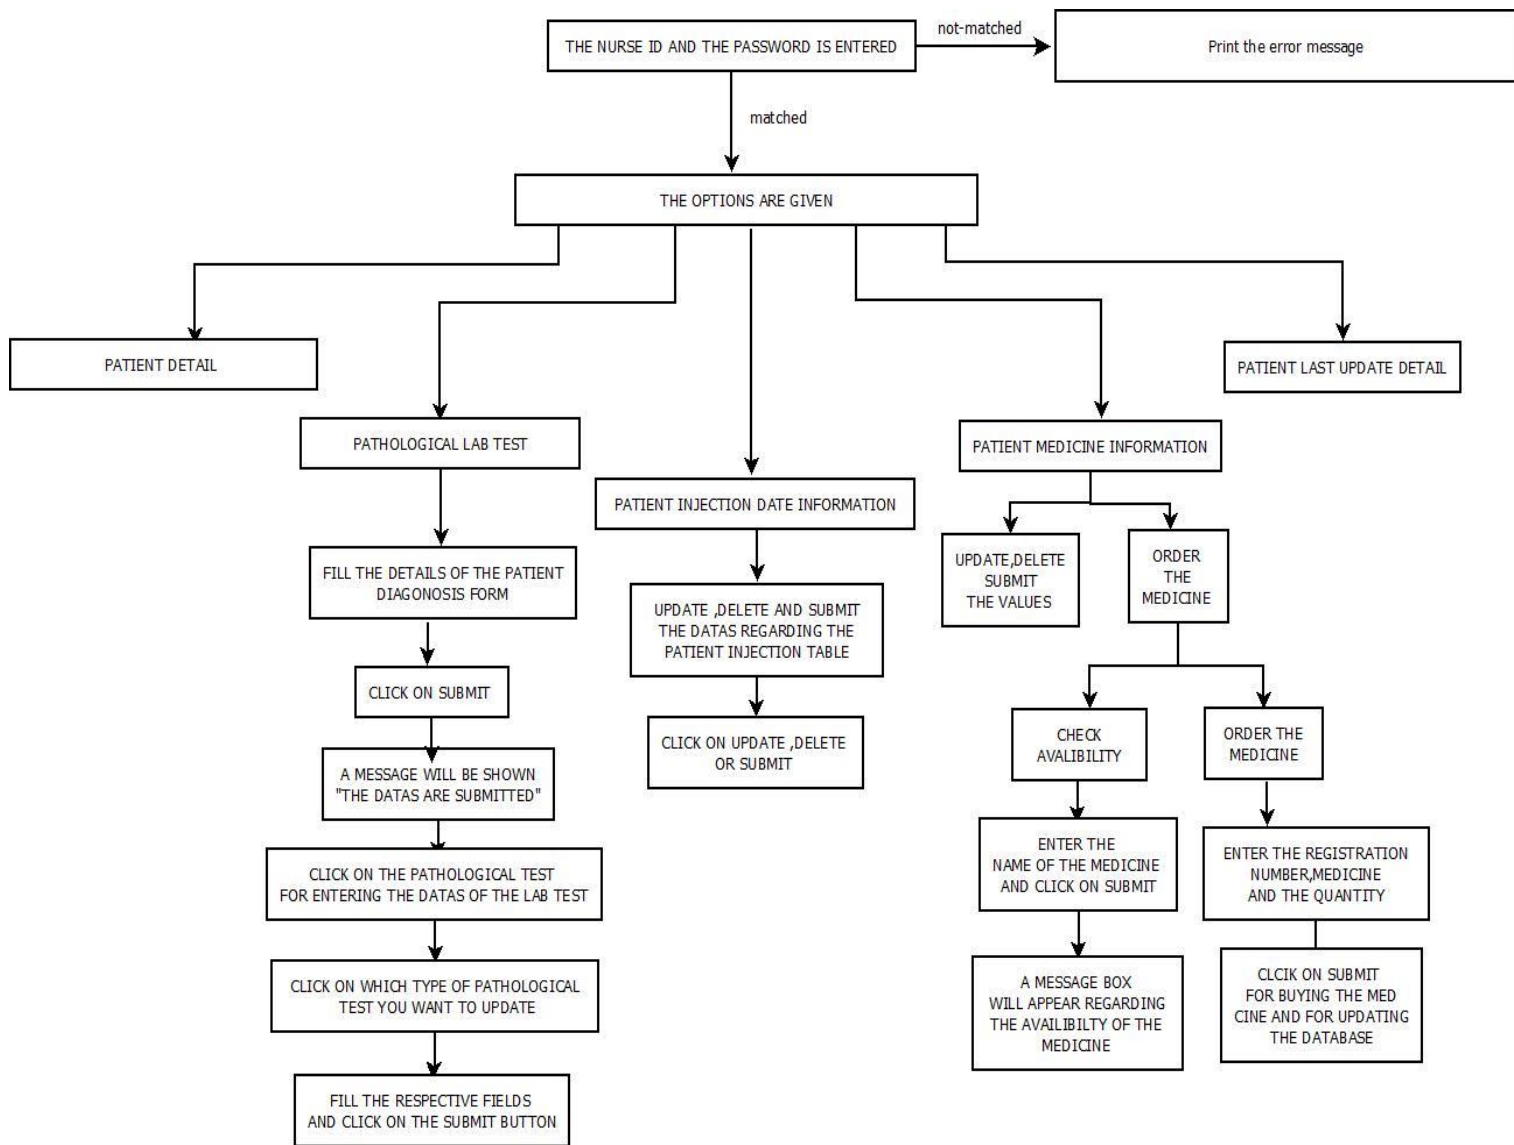 not-matched
THE NURSE ID AND THE PASSWORD IS ENTERED
Print the error message
matched
THE OPTIONS ARE GIVEN
PATIENT DETAIL
PATIENT LAST UPDATE DETAIL
PATHOLOGICAL LAB TEST
PATIENT MEDICINE INFORMATION
PATIENT INJECTION DATE INFORMATION
FILL THE DETAILS OF THE PATIENT
DIAGONOSIS FORM
UPDATE,DELETE
SUBMIT
THE VALUES
ORDER
THE
MEDICINE
UPDATE ,DELETE AND SUBMIT
THE DATAS REGARDING THE
PATIENT INJECTION TABLE
CLICK ON SUBMIT
CLICK ON UPDATE ,DELETE
OR SUBMIT
CHECK
AVALIBILITY
ORDER THE
MEDICINE
A MESSAGE WILL BE SHOWN
"THE DATAS ARE SUBMITTED"
CLICK ON THE PATHOLOGICAL TEST
FOR ENTERING THE DATAS OF THE LAB TEST
ENTER THE
NAME OF THE MEDICINE
AND CLICK ON SUBMIT
ENTER THE REGISTRATION
NUMBER,MEDICINE
AND THE QUANTITY
CLICK ON WHICH TYPE OF PATHOLOGICAL
TEST YOU WANT TO UPDATE
A MESSAGE BOX
WILL APPEAR REGARDING
THE AVAILIBILTY OF THE
MEDICINE
CLCIK ON SUBMIT
FOR BUYING THE MED
CINE AND FOR UPDATING
THE DATABASE
FILL THE RESPECTIVE FIELDS
AND CLICK ON THE SUBMIT BUTTON